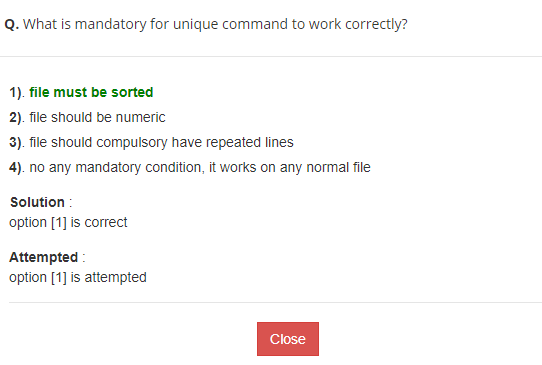 Q. What is mandatory for unique command to work correctly?
1). file must be sorted
2). file should be numeric
3). file should compulsory have repeated lines
4). no any mandatory condition, it works on any normal file
Solution :
option [1] is correct
Attempted :
option [1] is attempted
Close